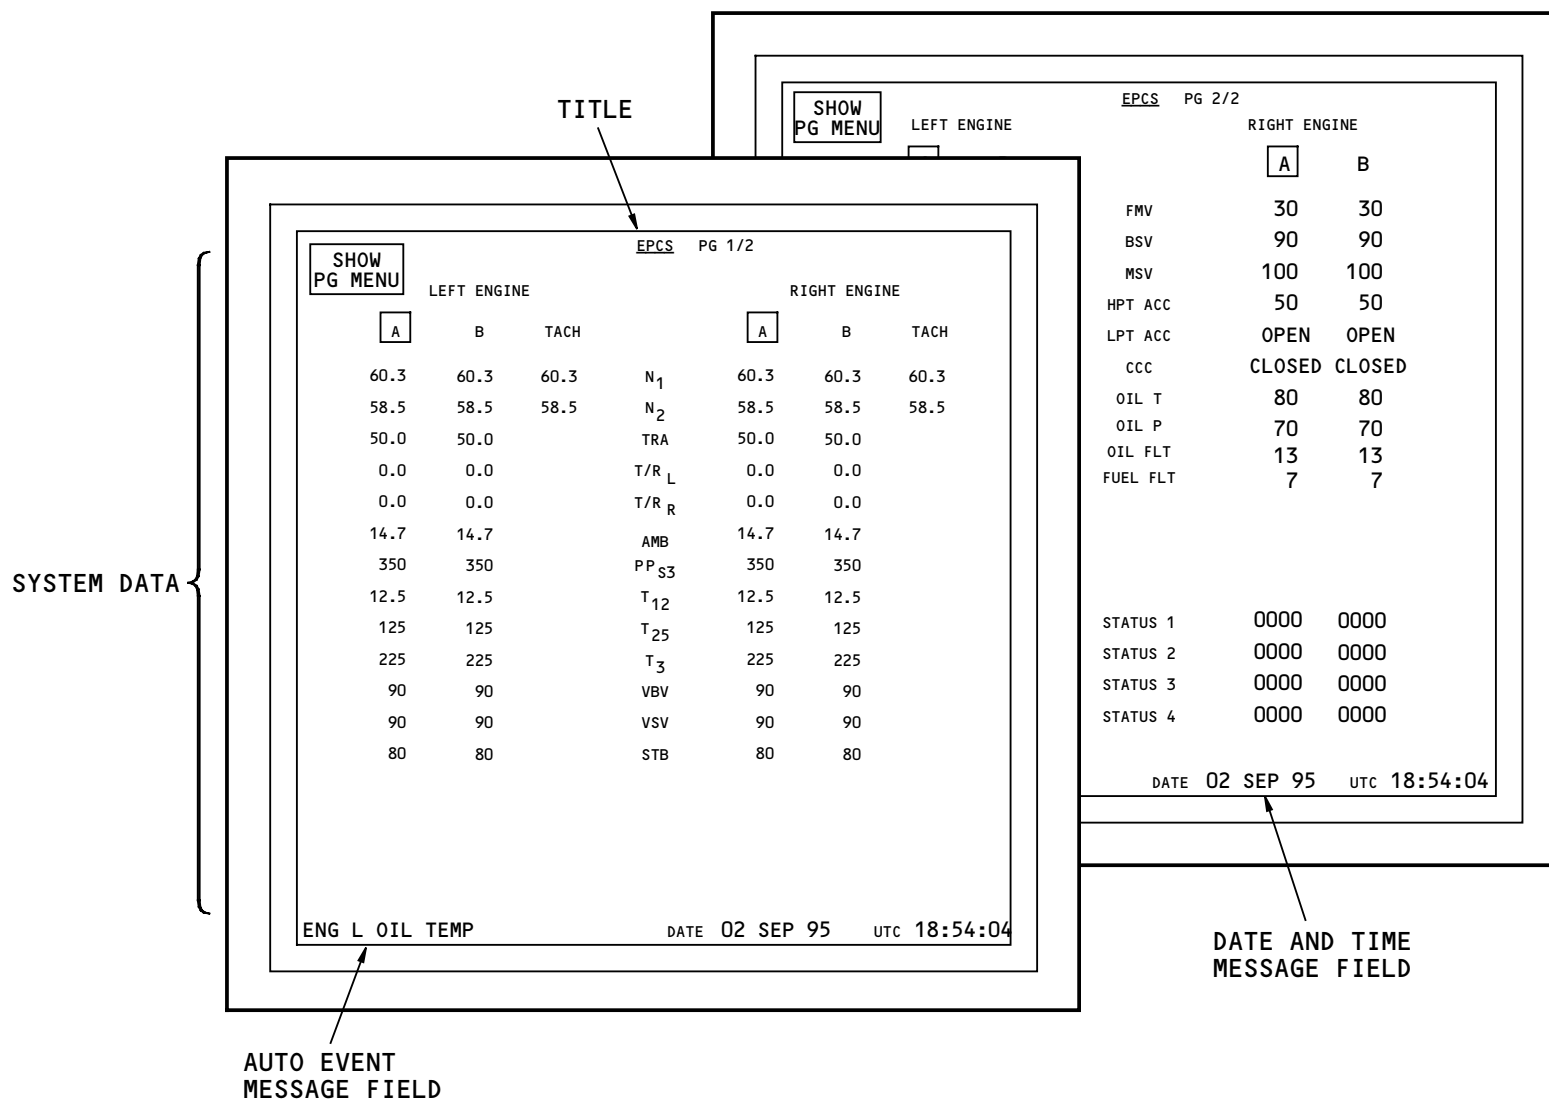 TITLE
SHOW
PG MENU
EPCS PG 2/2
LEFT ENGINE RIGHT ENGINE
A B
FMV 30 30
BSV 90 90
MSV 100 100
HPT ACC 50 50
LPT ACC OPEN OPEN
CCC CLOSED CLOSED
OIL T 80 80
OIL P 70 70
OIL FLT 13 13
FUEL FLT 7 7
STATUS 1 0000 0000
STATUS 2 0000 0000
STATUS 3 0000 0000
STATUS 4 0000 0000
DATE 02 SEP 95 UTC 18:54:04
DATE AND TIME
MESSAGE FIELD
SYSTEM DATA
SHOW
PG MENU
EPCS PG 1/2
LEFT ENGINE RIGHT ENGINE
A B TACH A B TACH
60.3 60.3 60.3 N1 60.3 60.3 60.3
58.5 58.5 58.5 N2 58.5 58.5 58.5
50.0 50.0 TRA 50.0 50.0
0.0 0.0 T/R L 0.0 0.0
0.0 0.0 T/R R 0.0 0.0
14.7 14.7 AMB 14.7 14.7
350 350 PPS3 350 350
12.5 12.5 T12 12.5 12.5
125 125 T25 125 125
225 225 T3 225 225
90 90 VBV 90 90
90 90 VSV 90 90
80 80 STB 80 80
ENG L OIL TEMP DATE 02 SEP 95 UTC 18:54:04
AUTO EVENT
MESSAGE FIELD